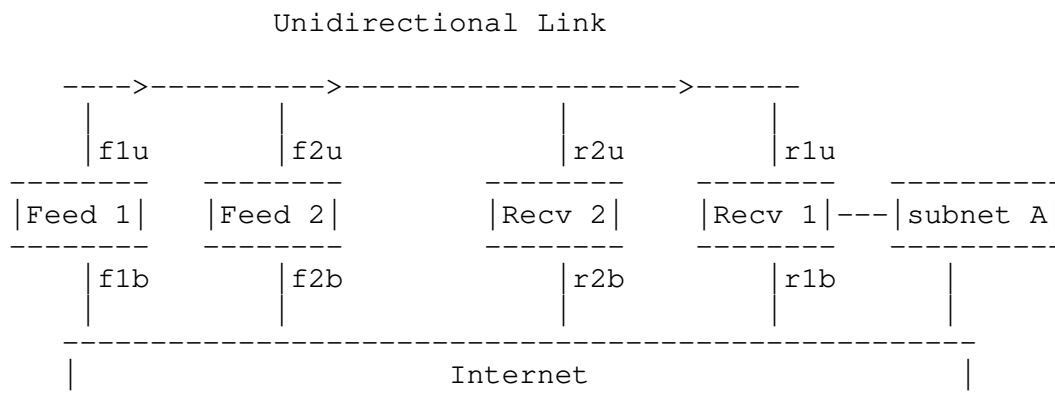 Unidirectional Link
---->---------->------------------->------
| | | |
|f1u |f2u |r2u |r1u
-------- -------- -------- -------- ----------
|Feed 1| |Feed 2| |Recv 2| |Recv 1|---|subnet A|
-------- -------- -------- -------- ----------
|f1b |f2b |r2b |r1b |
| | | | |
----------------------------------------------------
| Internet |